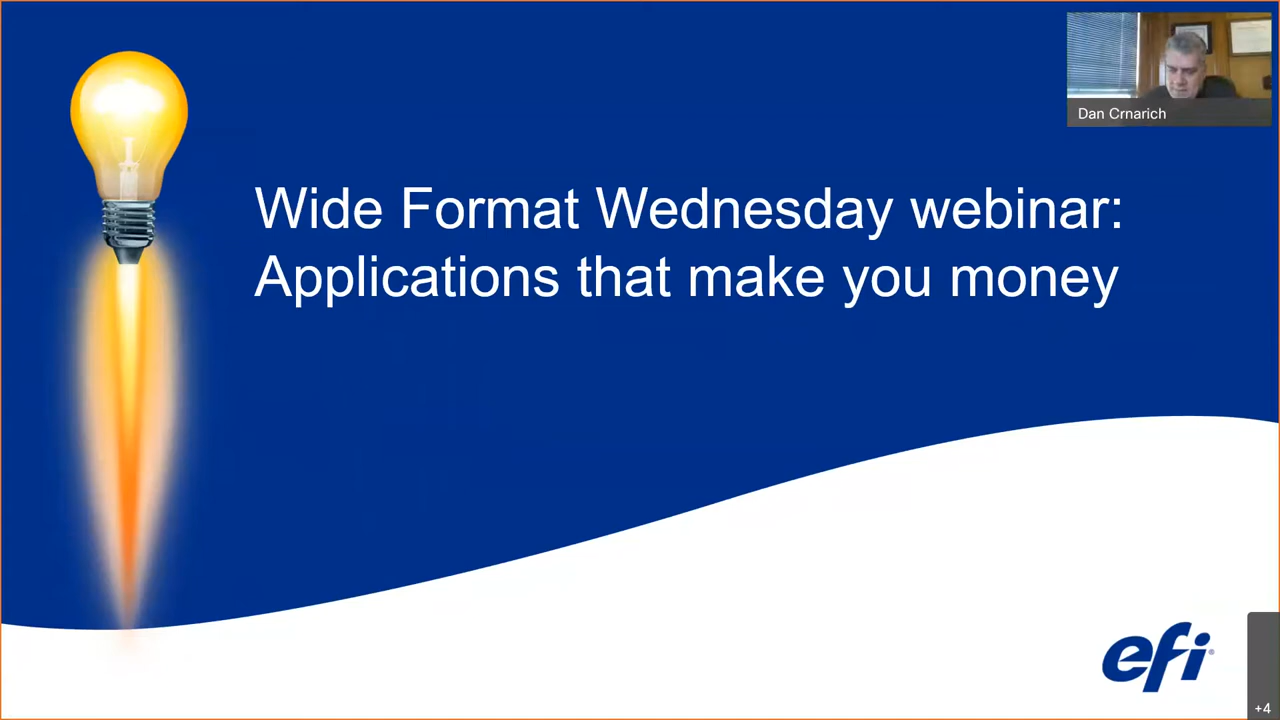 Dan Crnarich
Wide Format Wednesday webinar:
Applications that make you money
efi
+4